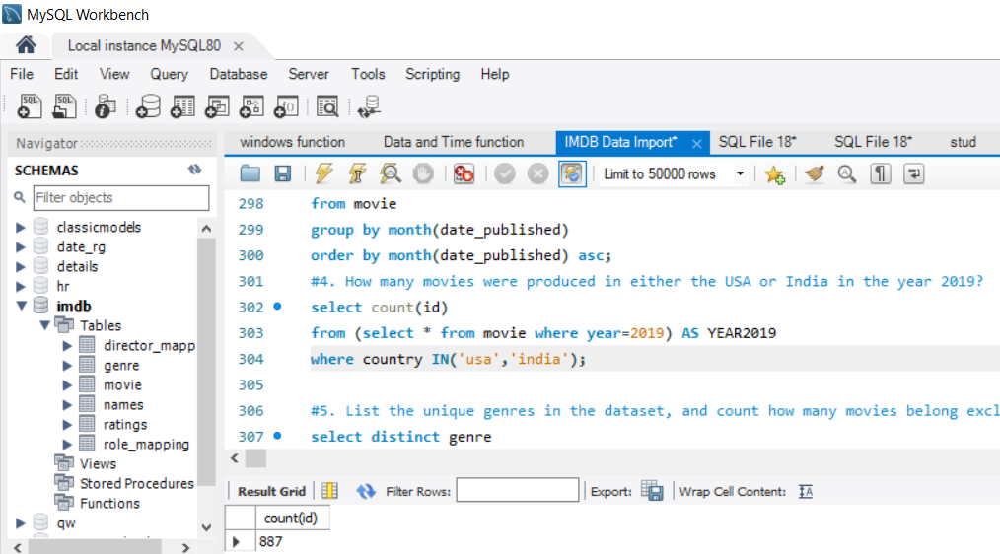 MySQL Workbench
Local instance MySQL80
File Edit View Query Database Server Tools Scripting Help
SQL SQL
Navigator
SCHEMAS
Filter objects
classicmodels
date_rg
details
hr
imdb
Tables
director_mapp
genre
movie
names
ratings
role_mapping
Views
Stored Procedures
Functions
qw
windows function Data and Time function IMDB Data Import* SQL File 18* SQL File 18* stud
Limit to 50000 rows
298 from movie
299 group by month(date_published)
300 order by month(date_published) asc;
301 #4. How many movies were produced in either the USA or India in the year 2019?
302 select count(id)
303 from (select * from movie where year=2019) AS YEAR2019
304 where country IN('usa','india');
305
306 #5. List the unique genres in the dataset, and count how many movies belong excl
307 select distinct genre
Result Grid Filter Rows: Export: Wrap Cell Content:
count(id)
887